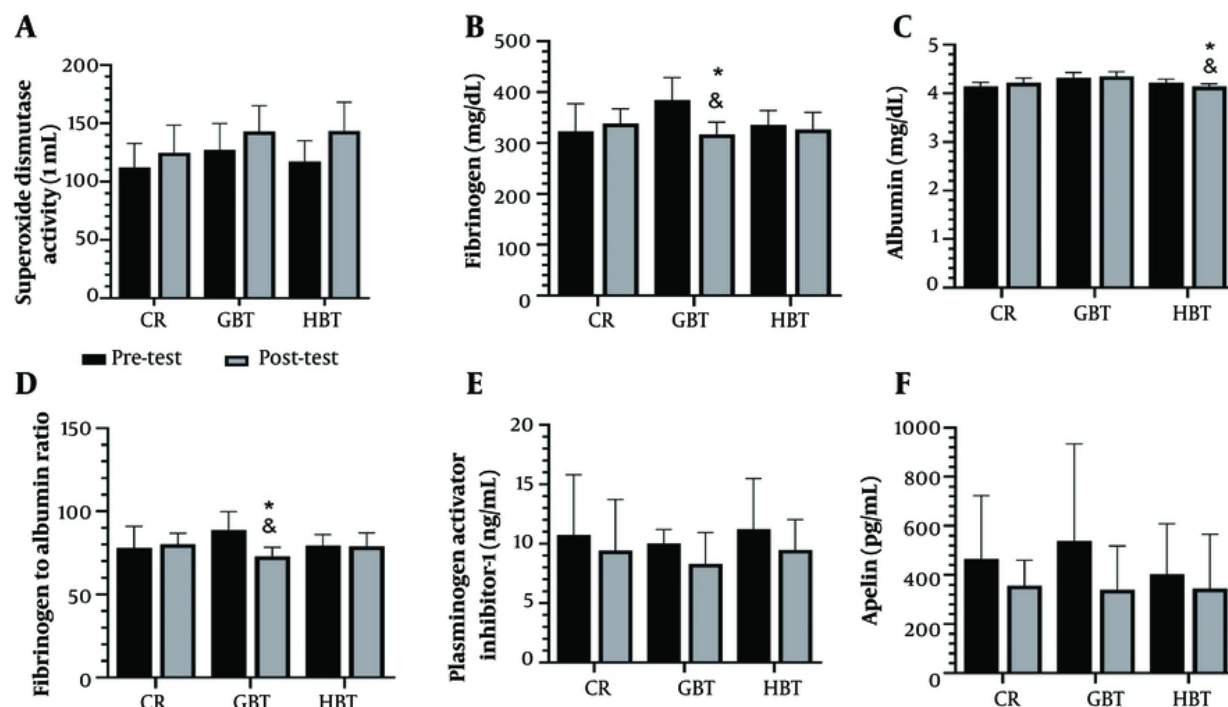 A
200
150
100
50
0
Superoxide dismutase
activity (1 mL)
CR GBT HBT
Pre-test Post-test
B
500
400
300
200
100
0
Fibrinogen (mg/dL)
*
&
CR GBT HBT
C
5
4
3
2
1
0
Albumin (mg/dL)
*
&
CR GBT HBT
D
150
100
50
0
Fibrinogen to albumin ratio
*
&
CR GBT HBT
E
20
15
10
5
0
Plasminogen activator
inhibitor-1 (ng/mL)
CR GBT HBT
F
1000
800
600
400
200
0
Apelin (pg/mL)
CR GBT HBT